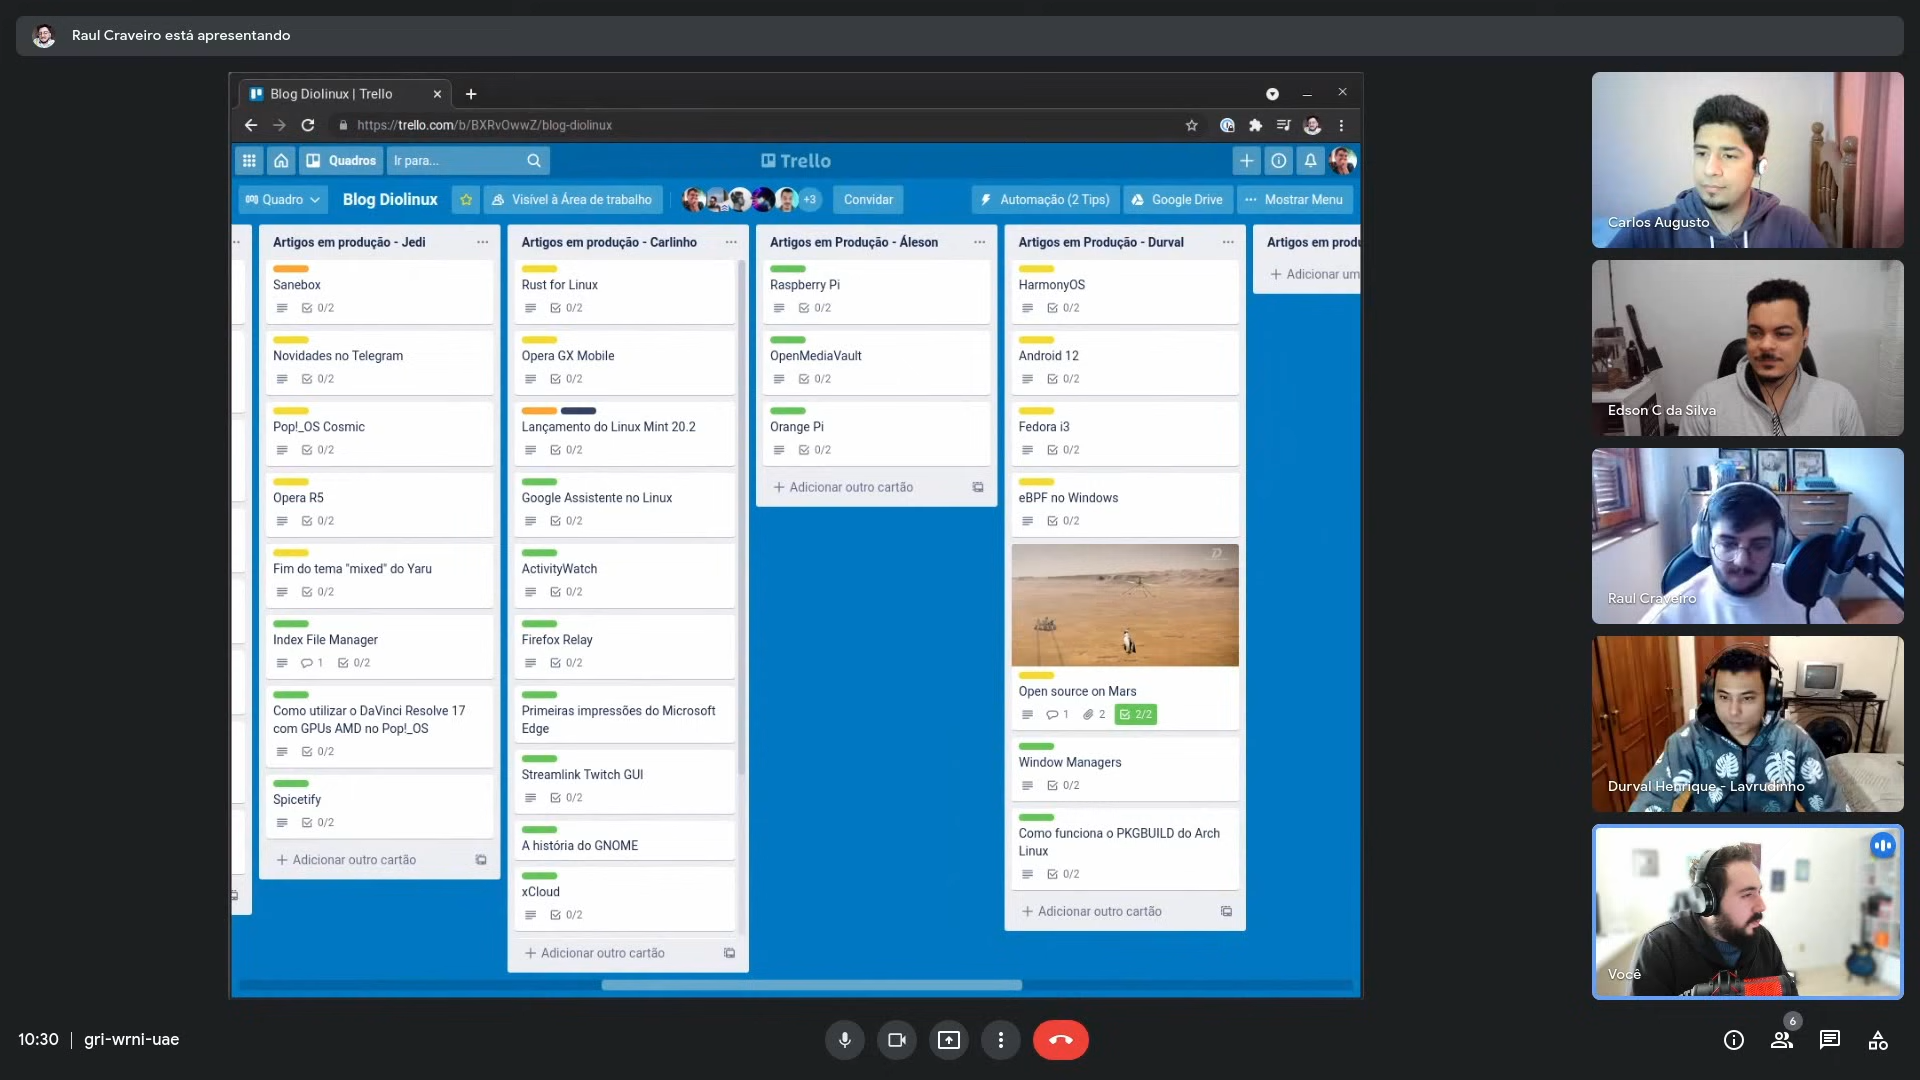 Raul Craveiro está apresentando
Blog Diolinux | Trello
https://trello.com/b/BXRvOwwZ/blog-diolinux
Quadros
Ir para...
Trello
Quadro
Blog Diolinux
Visível à Área de trabalho
+3
Convidar
Automação (2 Tips)
Google Drive
Mostrar Menu
Artigos em produção - Jedi
Sanebox
0/2
Novidades no Telegram
0/2
Pop!_OS Cosmic
0/2
Opera R5
0/2
Fim do tema "mixed" do Yaru
0/2
Index File Manager
1 0/2
Como utilizar o DaVinci Resolve 17
com GPUs AMD no Pop!_OS
0/2
Spicetify
0/2
Adicionar outro cartão
Artigos em produção - Carlinho
Rust for Linux
0/2
Opera GX Mobile
0/2
Lançamento do Linux Mint 20.2
0/2
Google Assistente no Linux
0/2
ActivityWatch
0/2
Firefox Relay
0/2
Primeiras impressões do Microsoft
Edge
Streamlink Twitch GUI
0/2
A história do GNOME
xCloud
0/2
Adicionar outro cartão
Artigos em Produção - Áleson
Raspberry Pi
0/2
OpenMediaVault
0/2
Orange Pi
0/2
Adicionar outro cartão
Artigos em Produção - Durval
HarmonyOS
0/2
Android 12
0/2
Fedora i3
0/2
eBPF no Windows
0/2
Open source on Mars
1 2 2/2
Window Managers
0/2
Como funciona o PKGBUILD do Arch
Linux
0/2
Adicionar outro cartão
Artigos em produ
Adicionar um
Carlos Augusto
Edson C da Silva
Raul Craveiro
Durval Henrique - Lavrudinho
Você
10:30 | gri-wrni-uae
6